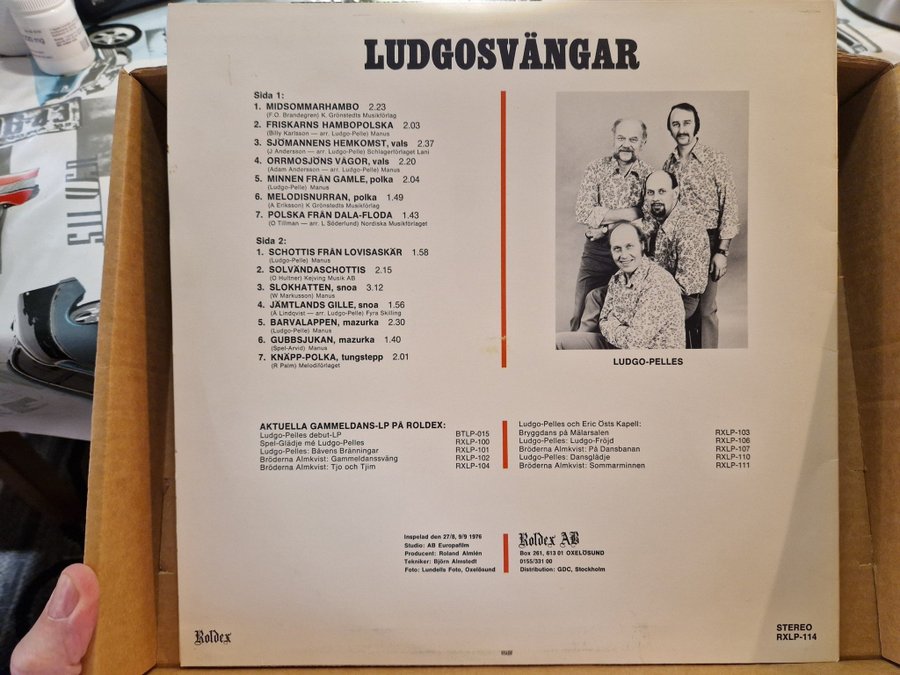 LUDGOSVÄNGAR
Sida 1:
1. MIDSOMMARHAMBO 2.23
(F.O. Brandegren) K. Grönstedts Musikförlag
2. FRISKARNS HAMBOPOLSKA 2.03
(Billy Karlsson — arr. Ludgo-Pelle) Manus
3. SJÖMANNENS HEMKOMST, vals 2.37
(J Andersson — arr. Ludgo-Pelle) Schlagerförlaget Lani
4. ORRMOSJÖNS VÅGOR, vals 2.20
(Adam Andersson — arr. Ludgo-Pelle) Manus
5. MINNEN FRÅN GAMLE, polka 2.04
(Ludgo-Pelle) Manus
6. MELODISNURRAN, polka 1.49
(A Eriksson) K Grönstedts Musikförlag
7. POLSKA FRÅN DALA-FLODA 1.43
(O Tillman — arr. L Söderlund) Nordiska Musikförlaget
Sida 2:
1. SCHOTTIS FRÅN LOVISASKÄR 1.58
(Ludgo-Pelle) Manus
2. SOLVÄNDASCHOTTIS 2.15
(O Hultner) Kejving Musik AB
3. SLOKHATTEN, snoa 3.12
(W Markusson) Manus
4. JÄMTLANDS GILLE, snoa 1.56
(Å Lindqvist — arr. Ludgo-Pelle) Fyra Skilling
5. BARVALAPPEN, mazurka 2.30
(Ludgo-Pelle) Manus
6. GUBBSJUKAN, mazurka 1.40
(Spel-Arvid) Manus
7. KNÄPP-POLKA, tungstepp 2.01
(R Palm) Melodiförlaget
LUDGO-PELLES
AKTUELLA GAMMELDANS-LP PÅ ROLDEX:
Ludgo-Pelles debut-LP BTLP-015
Spel-Glädje mé Ludgo-Pelles RXLP-100
Ludgo-Pelles: Båvens Bränningar RXLP-101
Bröderna Almkvist: Gammeldanssväng RXLP-102
Bröderna Almkvist: Tjo och Tjim RXLP-104
Ludgo-Pelles och Eric Östs Kapell:
Bryggdans på Mälarsalen RXLP-103
Ludgo-Pelles: Ludgo-Fröjd RXLP-106
Bröderna Almkvist: På Dansbanan RXLP-107
Ludgo-Pelles: Dansglädje RXLP-110
Bröderna Almkvist: Sommarminnen RXLP-111
Inspelad den 27/8, 9/9 1976
Studio: AB Europafilm
Producent: Roland Almlén
Tekniker: Björn Almstedt
Foto: Lundells Foto, Oxelösund
Roldex AB
Box 261, 613 01 OXELÖSUND
0155/331 00
Distribution: GDC, Stockholm
Roldex
STEREO
RXLP-114